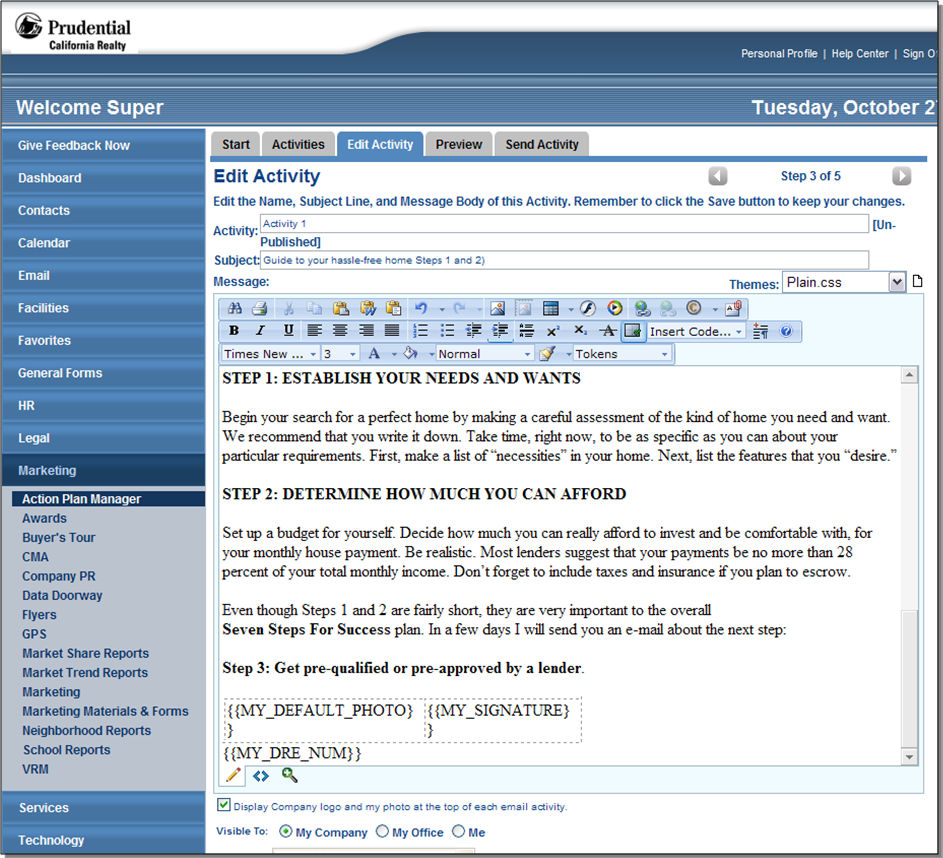 Prudential
California Realty
Personal Profile | Help Center | Sign O
Welcome Super
Tuesday, October 2
Give Feedback Now
Dashboard
Contacts
Calendar
Email
Facilities
Favorites
General Forms
HR
Legal
Marketing
Action Plan Manager
Awards
Buyer's Tour
CMA
Company PR
Data Doorway
Flyers
GPS
Market Share Reports
Market Trend Reports
Marketing
Marketing Materials & Forms
Neighborhood Reports
School Reports
VRM
Services
Technology
Start Activities Edit Activity Preview Send Activity
Edit Activity
Step 3 of 5
Edit the Name, Subject Line, and Message Body of this Activity. Remember to click the Save button to keep your changes.
Activity: Activity 1 [Un-
Published]
Subject: Guide to your hassle-free home Steps 1 and 2)
Message:
Themes: Plain.css
B I U x² x₂ A Insert Code...
Times New ... 3 A Normal Tokens
STEP 1: ESTABLISH YOUR NEEDS AND WANTS
Begin your search for a perfect home by making a careful assessment of the kind of home you need and want.
We recommend that you write it down. Take time, right now, to be as specific as you can about your
particular requirements. First, make a list of “necessities” in your home. Next, list the features that you “desire.”
STEP 2: DETERMINE HOW MUCH YOU CAN AFFORD
Set up a budget for yourself. Decide how much you can really afford to invest and be comfortable with, for
your monthly house payment. Be realistic. Most lenders suggest that your payments be no more than 28
percent of your total monthly income. Don’t forget to include taxes and insurance if you plan to escrow.
Even though Steps 1 and 2 are fairly short, they are very important to the overall
Seven Steps For Success plan. In a few days I will send you an e-mail about the next step:
Step 3: Get pre-qualified or pre-approved by a lender.
{{MY_DEFAULT_PHOTO} {{MY_SIGNATURE}
} }
{{MY_DRE_NUM}}
Display Company logo and my photo at the top of each email activity.
Visible To: My Company My Office Me